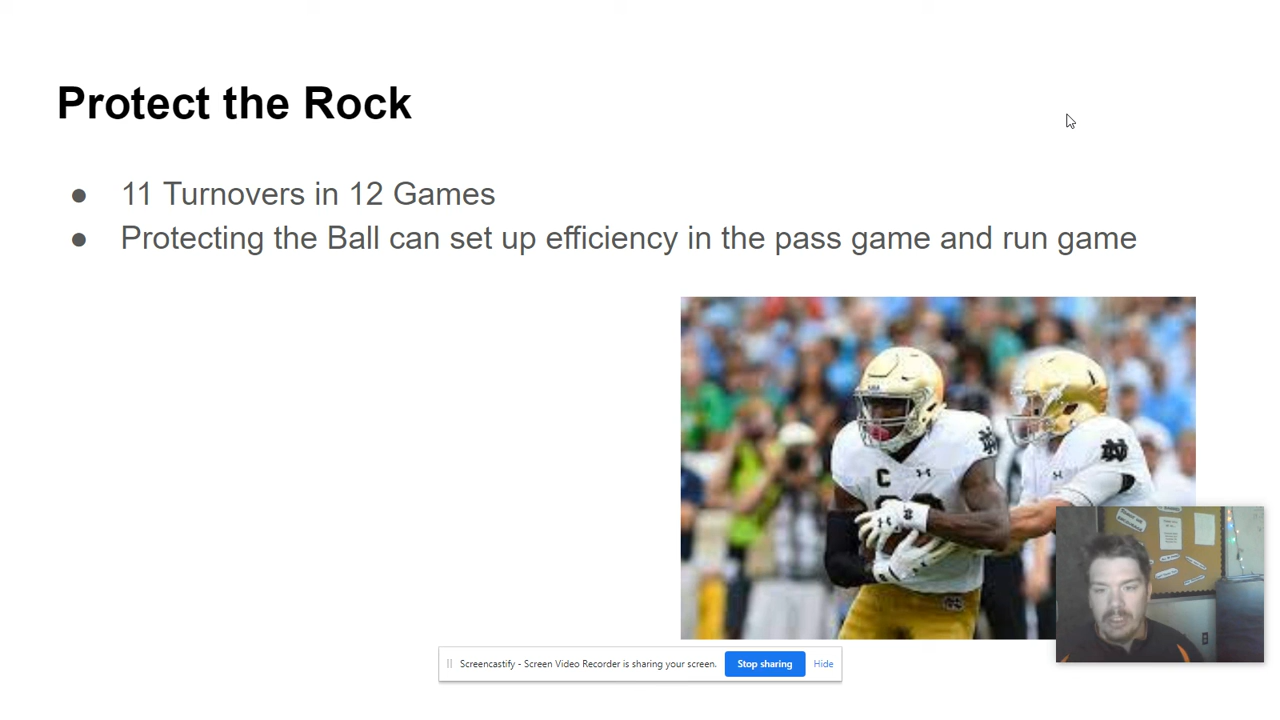 Protect the Rock
● 11 Turnovers in 12 Games
● Protecting the Ball can set up efficiency in the pass game and run game
C
Screencastify - Screen Video Recorder is sharing your screen.
Stop sharing
Hide